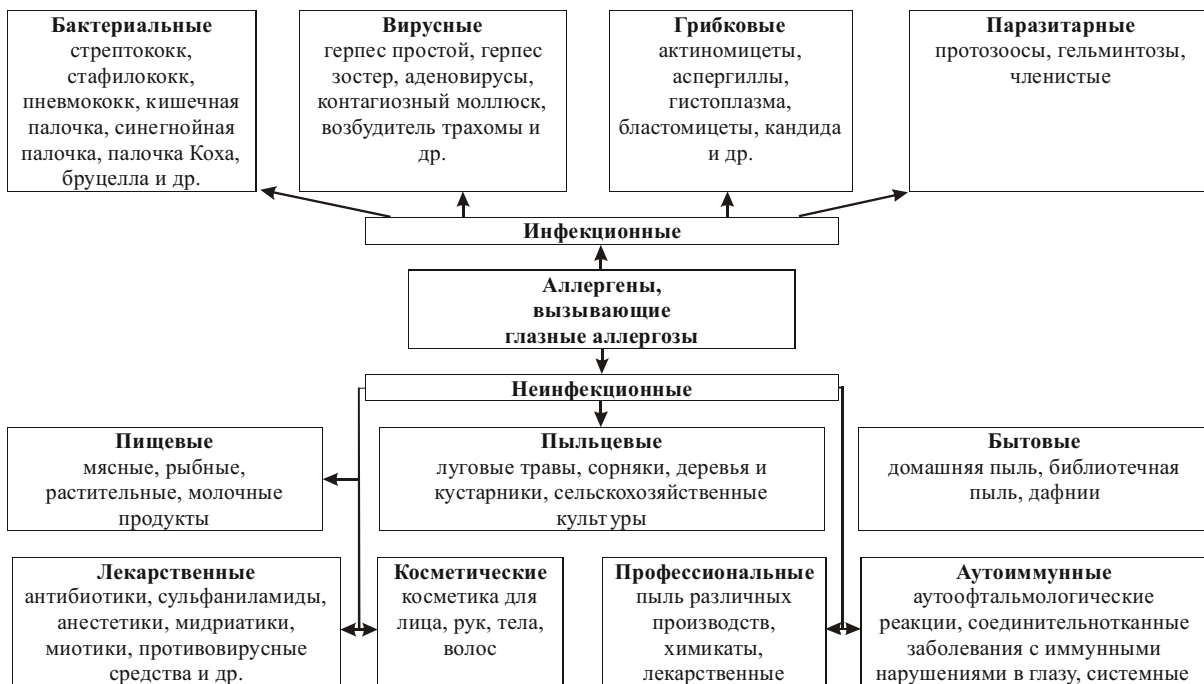 Бактериальные
стрептококк,
стафилококк,
пневмококк, кишечная
палочка, синегнойная
палочка, палочка Коха,
бруцелла и др.
Вирусные
герпес простой, герпес
зостер, аденовирусы,
контагиозный моллюск,
возбудитель трахомы и
др.
Грибковые
актиномицеты,
аспергиллы,
гистоплазма,
бластомицеты, кандида
и др.
Паразитарные
протозоосы, гельминтозы,
членистые
Инфекционные
Аллергены,
вызывающие
глазные аллергозы
Неинфекционные
Пищевые
мясные, рыбные,
растительные, молочные
продукты
Пыльцевые
луговые травы, сорняки, деревья и
кустарники, сельскохозяйственные
культуры
Бытовые
домашняя пыль, библиотечная
пыль, дафнии
Лекарственные
антибиотики, сульфаниламиды,
анестетики, мидриатики,
миотики, противовирусные
средства и др.
Косметические
косметика для
лица, рук, тела,
волос
Профессиональные
пыль различных
производств,
химикаты,
лекарственные
Аутоиммунные
аутоофтальмологические
реакции, соединительнотканные
заболевания с иммунными
нарушениями в глазу, системные